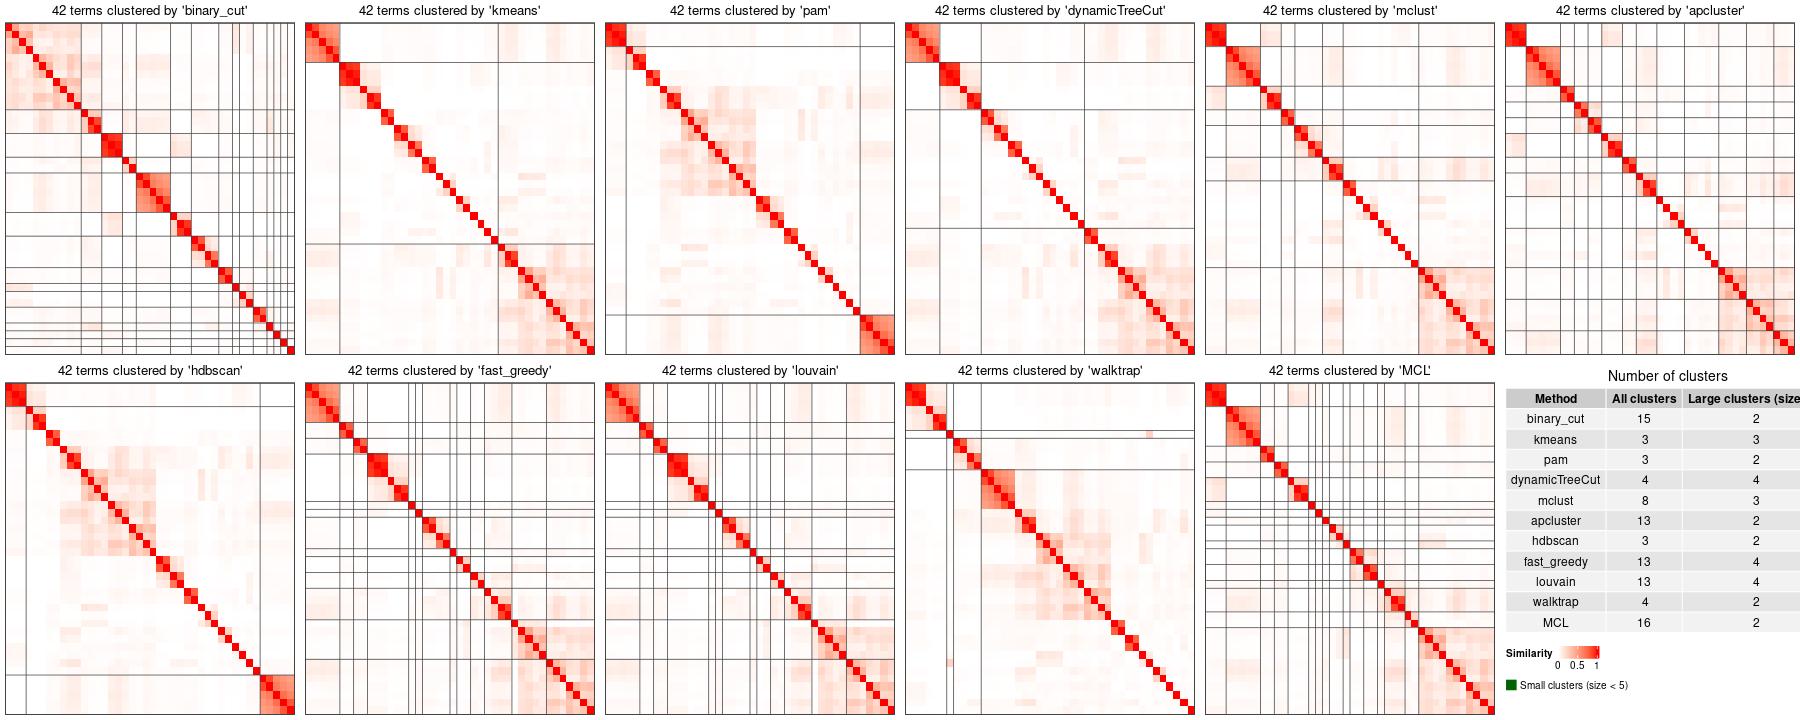 42 terms clustered by 'binary_cut'
42 terms clustered by 'kmeans'
42 terms clustered by 'pam'
42 terms clustered by 'dynamicTreeCut'
42 terms clustered by 'mclust'
42 terms clustered by 'apcluster'
42 terms clustered by 'hdbscan'
42 terms clustered by 'fast_greedy'
42 terms clustered by 'louvain'
42 terms clustered by 'walktrap'
42 terms clustered by 'MCL'
Number of clusters
Method All clusters Large clusters (size
binary_cut 15 2
kmeans 3 3
pam 3 2
dynamicTreeCut 4 4
mclust 8 3
apcluster 13 2
hdbscan 3 2
fast_greedy 13 4
louvain 13 4
walktrap 4 2
MCL 16 2
Similarity
0 0.5 1
Small clusters (size < 5)